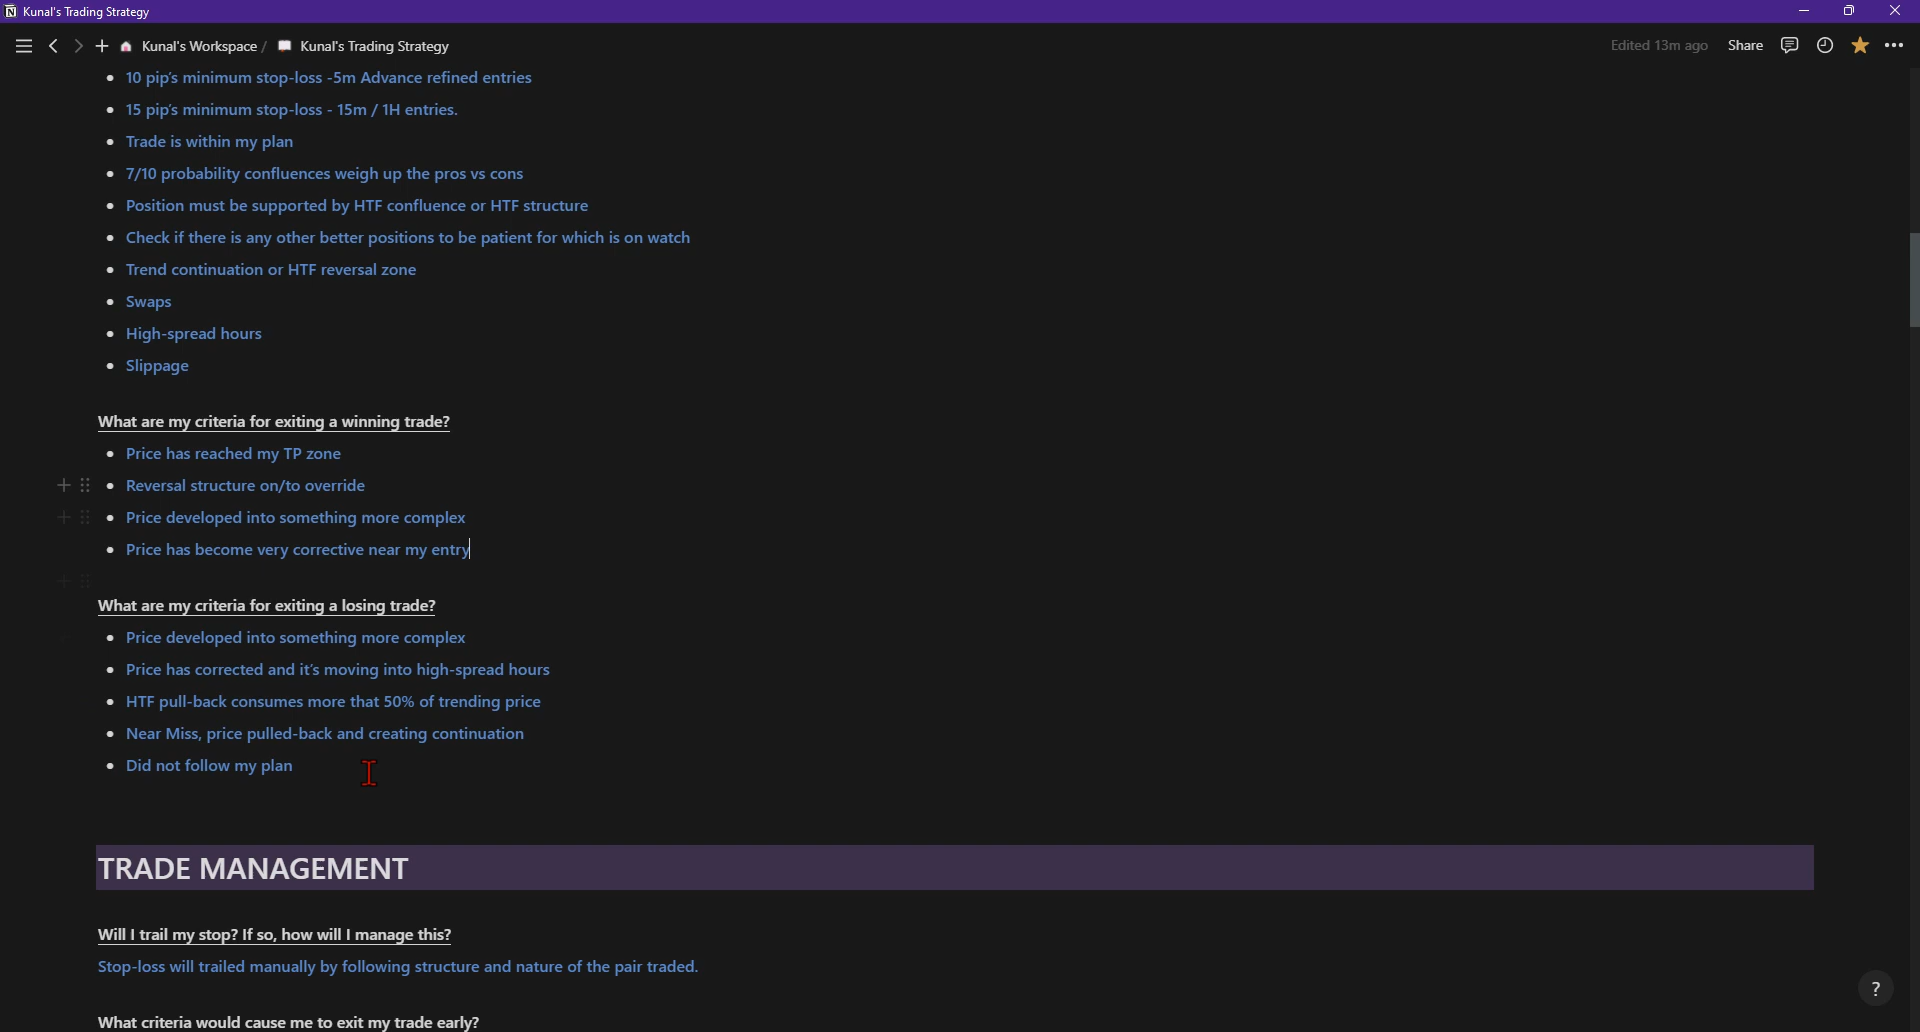 Kunal's Trading Strategy
Kunal's Workspace / Kunal's Trading Strategy
Edited 13m ago Share
10 pip's minimum stop-loss -5m Advance refined entries
15 pip's minimum stop-loss - 15m / 1H entries.
Trade is within my plan
7/10 probability confluences weigh up the pros vs cons
Position must be supported by HTF confluence or HTF structure
Check if there is any other better positions to be patient for which is on watch
Trend continuation or HTF reversal zone
Swaps
High-spread hours
Slippage
What are my criteria for exiting a winning trade?
Price has reached my TP zone
Reversal structure on/to override
Price developed into something more complex
Price has become very corrective near my entry
What are my criteria for exiting a losing trade?
Price developed into something more complex
Price has corrected and it's moving into high-spread hours
HTF pull-back consumes more that 50% of trending price
Near Miss, price pulled-back and creating continuation
Did not follow my plan
TRADE MANAGEMENT
Will I trail my stop? If so, how will I manage this?
Stop-loss will trailed manually by following structure and nature of the pair traded.
?
What criteria would cause me to exit my trade early?